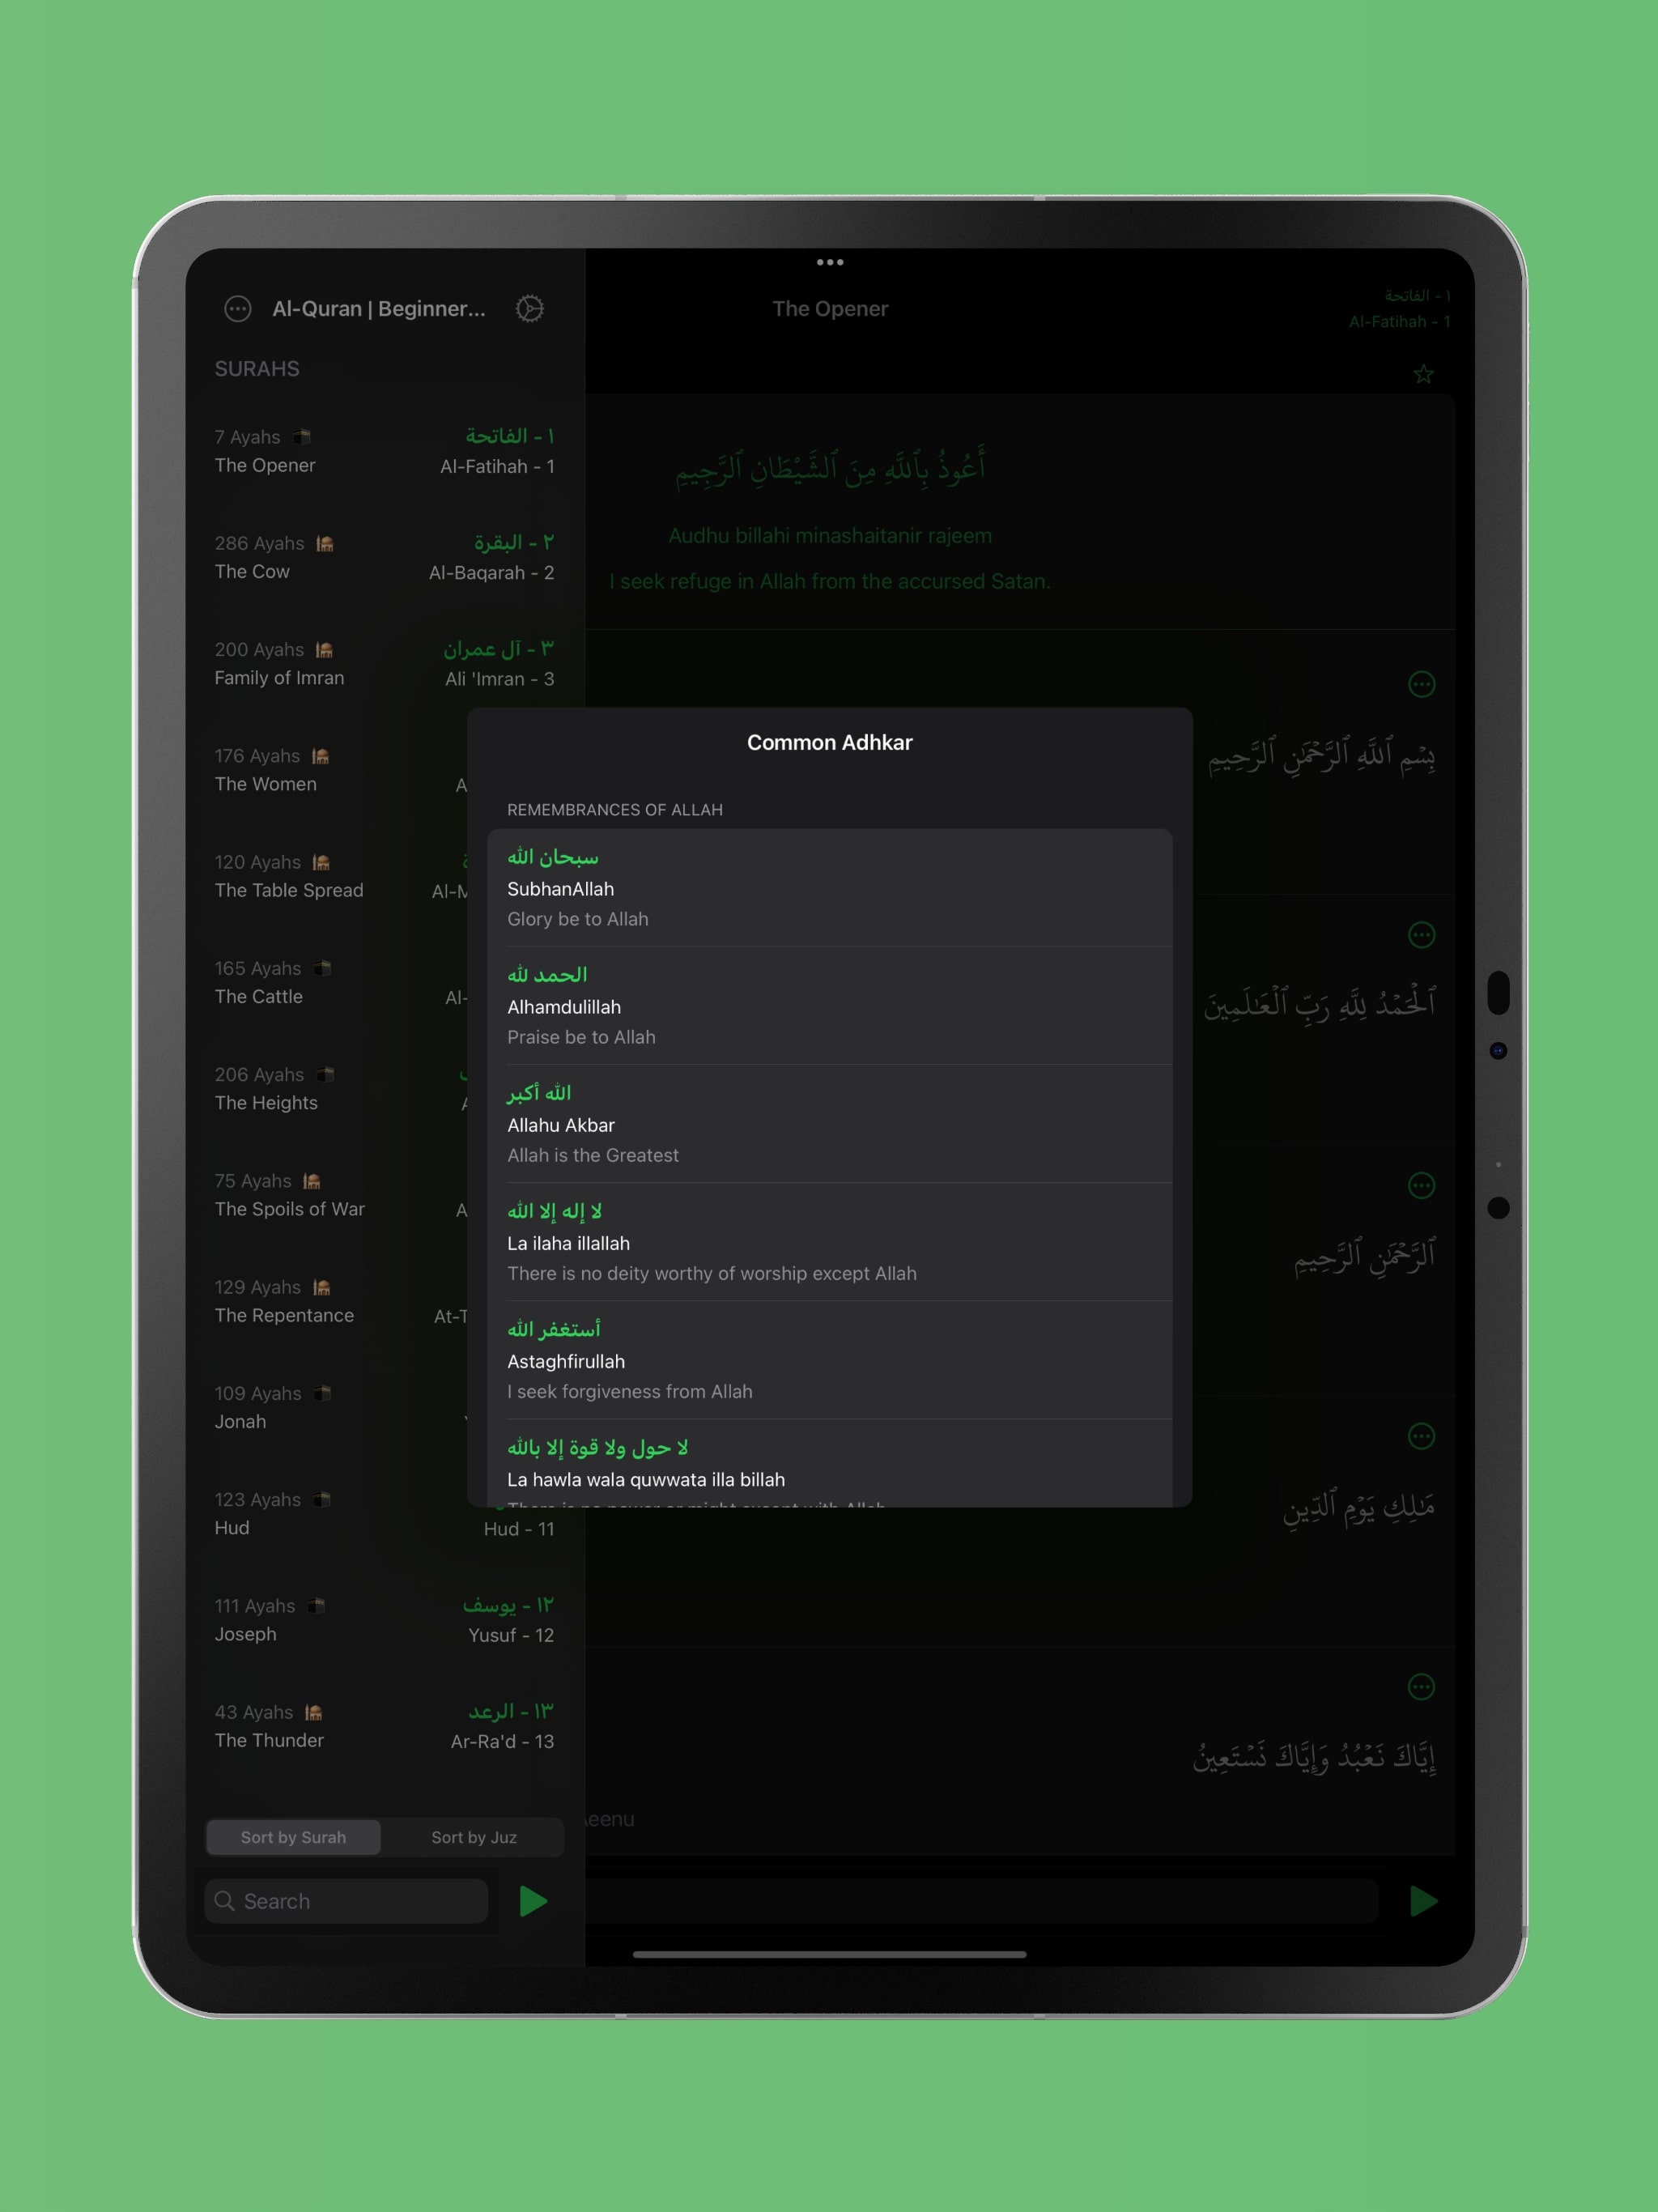 Al-Quran | Beginner...
SURAHS
7 Ayahs
١ - الفاتحة
The Opener
Al-Fatihah - 1
286 Ayahs
٢ - البقرة
The Cow
Al-Baqarah - 2
200 Ayahs
٣ - آل عمران
Family of Imran
Ali 'Imran - 3
176 Ayahs
The Women
120 Ayahs
The Table Spread
165 Ayahs
The Cattle
206 Ayahs
The Heights
75 Ayahs
The Spoils of War
129 Ayahs
The Repentance
109 Ayahs
Jonah
123 Ayahs
Hud
Hud - 11
111 Ayahs
١٢ - يوسف
Joseph
Yusuf - 12
43 Ayahs
١٣ - الرعد
The Thunder
Ar-Ra'd - 13
Sort by Surah
Sort by Juz
Search
The Opener
١ - الفاتحة
Al-Fatihah - 1
أَعُوذُ بِٱللَّهِ مِنَ ٱلشَّيْطَانِ ٱلرَّجِيمِ
Audhu billahi minashaitanir rajeem
I seek refuge in Allah from the accursed Satan.
بِسۡمِ ٱللَّهِ ٱلرَّحۡمَٰنِ ٱلرَّحِيمِ
ٱلۡحَمۡدُ لِلَّهِ رَبِّ ٱلۡعَٰلَمِينَ
ٱلرَّحۡمَٰنِ ٱلرَّحِيمِ
مَٰلِكِ يَوۡمِ ٱلدِّينِ
إِيَّاكَ نَعۡبُدُ وَإِيَّاكَ نَسۡتَعِينُ
Common Adhkar
REMEMBRANCES OF ALLAH
سبحان الله
SubhanAllah
Glory be to Allah
الحمد لله
Alhamdulillah
Praise be to Allah
الله أكبر
Allahu Akbar
Allah is the Greatest
لا إله إلا الله
La ilaha illallah
There is no deity worthy of worship except Allah
أستغفر الله
Astaghfirullah
I seek forgiveness from Allah
لا حول ولا قوة إلا بالله
La hawla wala quwwata illa billah
There is no power or might except with Allah